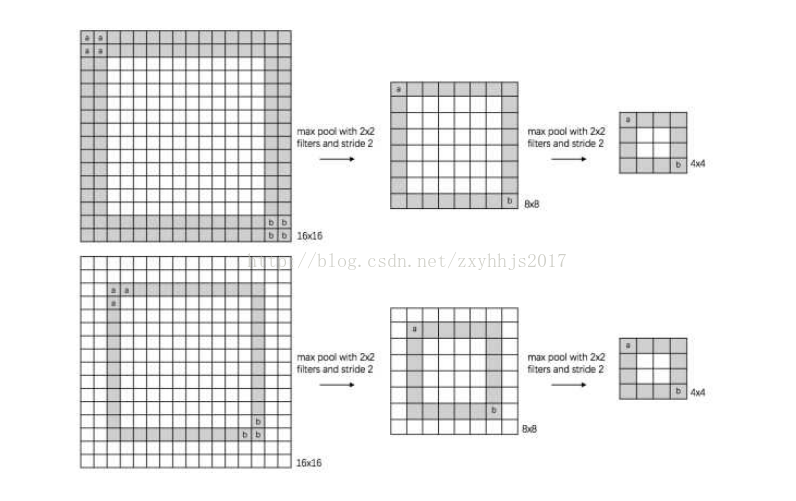 a a
a a
a
a
max pool with 2x2
filters and stride 2
max pool with 2x2
filters and stride 2
b
4x4
b
8x8
b b
b b
16x16
http://blog.csdn.net/zxyhhjs2017
a a
a
a
a
max pool with 2x2
filters and stride 2
max pool with 2x2
filters and stride 2
b
4x4
b
b
b b
8x8
16x16